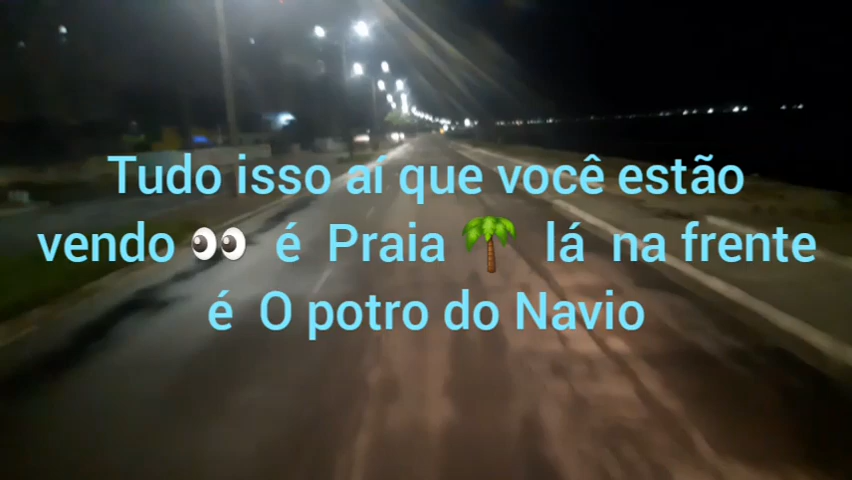 Tudo isso aí que você estão
vendo 👀 é Praia 🌴 lá na frente
é O potro do Navio